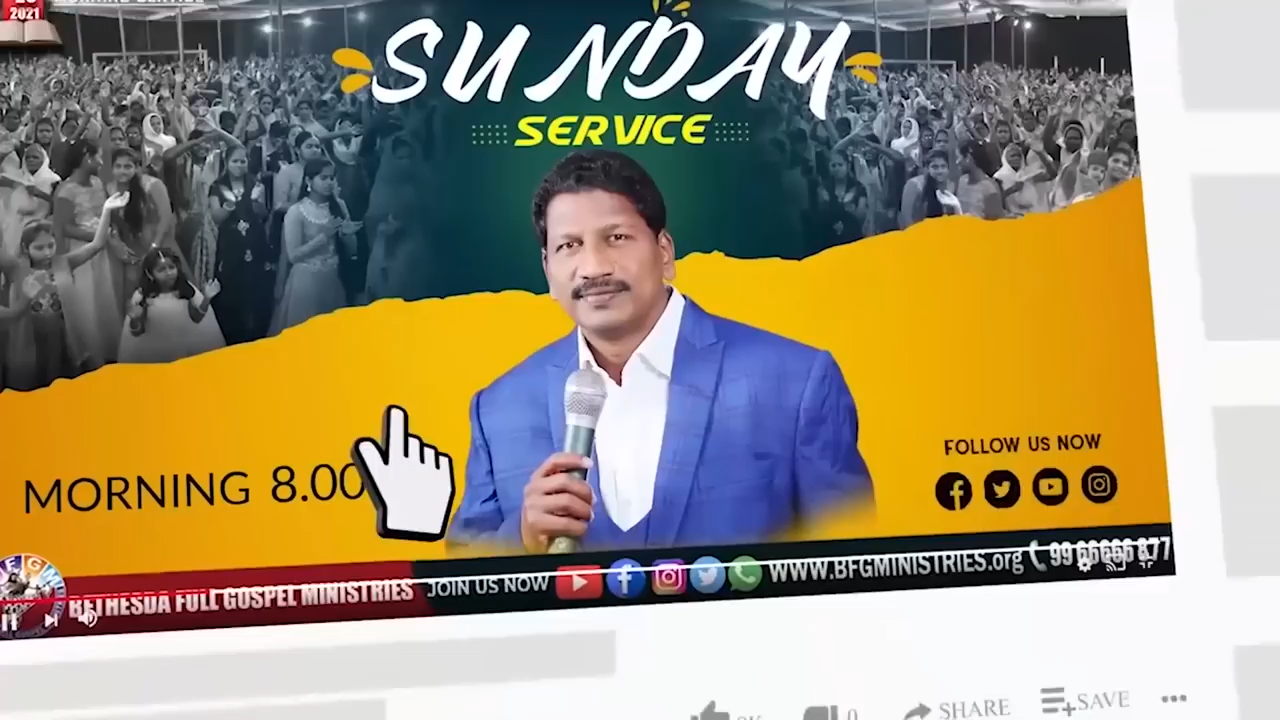 2021
SUNDAY
SERVICE
FOLLOW US NOW
MORNING 8.00
BETHESDA FULL GOSPEL MINISTRIES
JOIN US NOW
WWW.BFGMINISTRIES.org
SHARE
SAVE